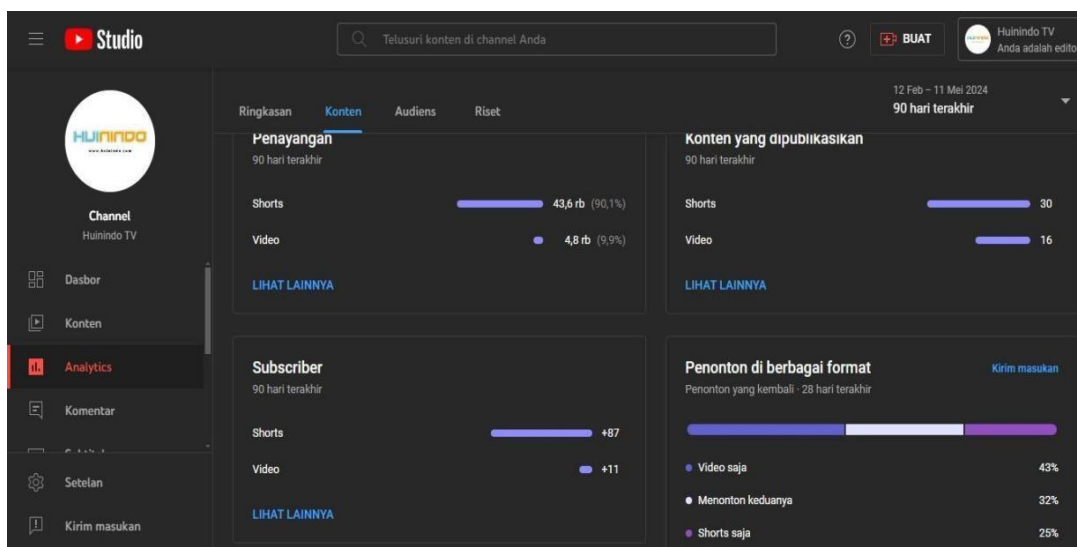 Studio
Telusuri konten di channel Anda
?
BUAT
Huinindo TV
Anda adalah edito
HUININDO
Channel
Huinindo TV
Dasbor
Konten
Analytics
Komentar
Setelan
Kirim masukan
Ringkasan Konten Audiens Riset
12 Feb – 11 Mei 2024
90 hari terakhir
Penayangan
90 hari terakhir
Shorts 43,6 rb (90,1%)
Video 4,8 rb (9,9%)
LIHAT LAINNYA
Konten yang dipublikasikan
90 hari terakhir
Shorts 30
Video 16
LIHAT LAINNYA
Subscriber
90 hari terakhir
Shorts +87
Video +11
LIHAT LAINNYA
Penonton di berbagai format Kirim masukan
Penonton yang kembali · 28 hari terakhir
Video saja 43%
Menonton keduanya 32%
Shorts saja 25%